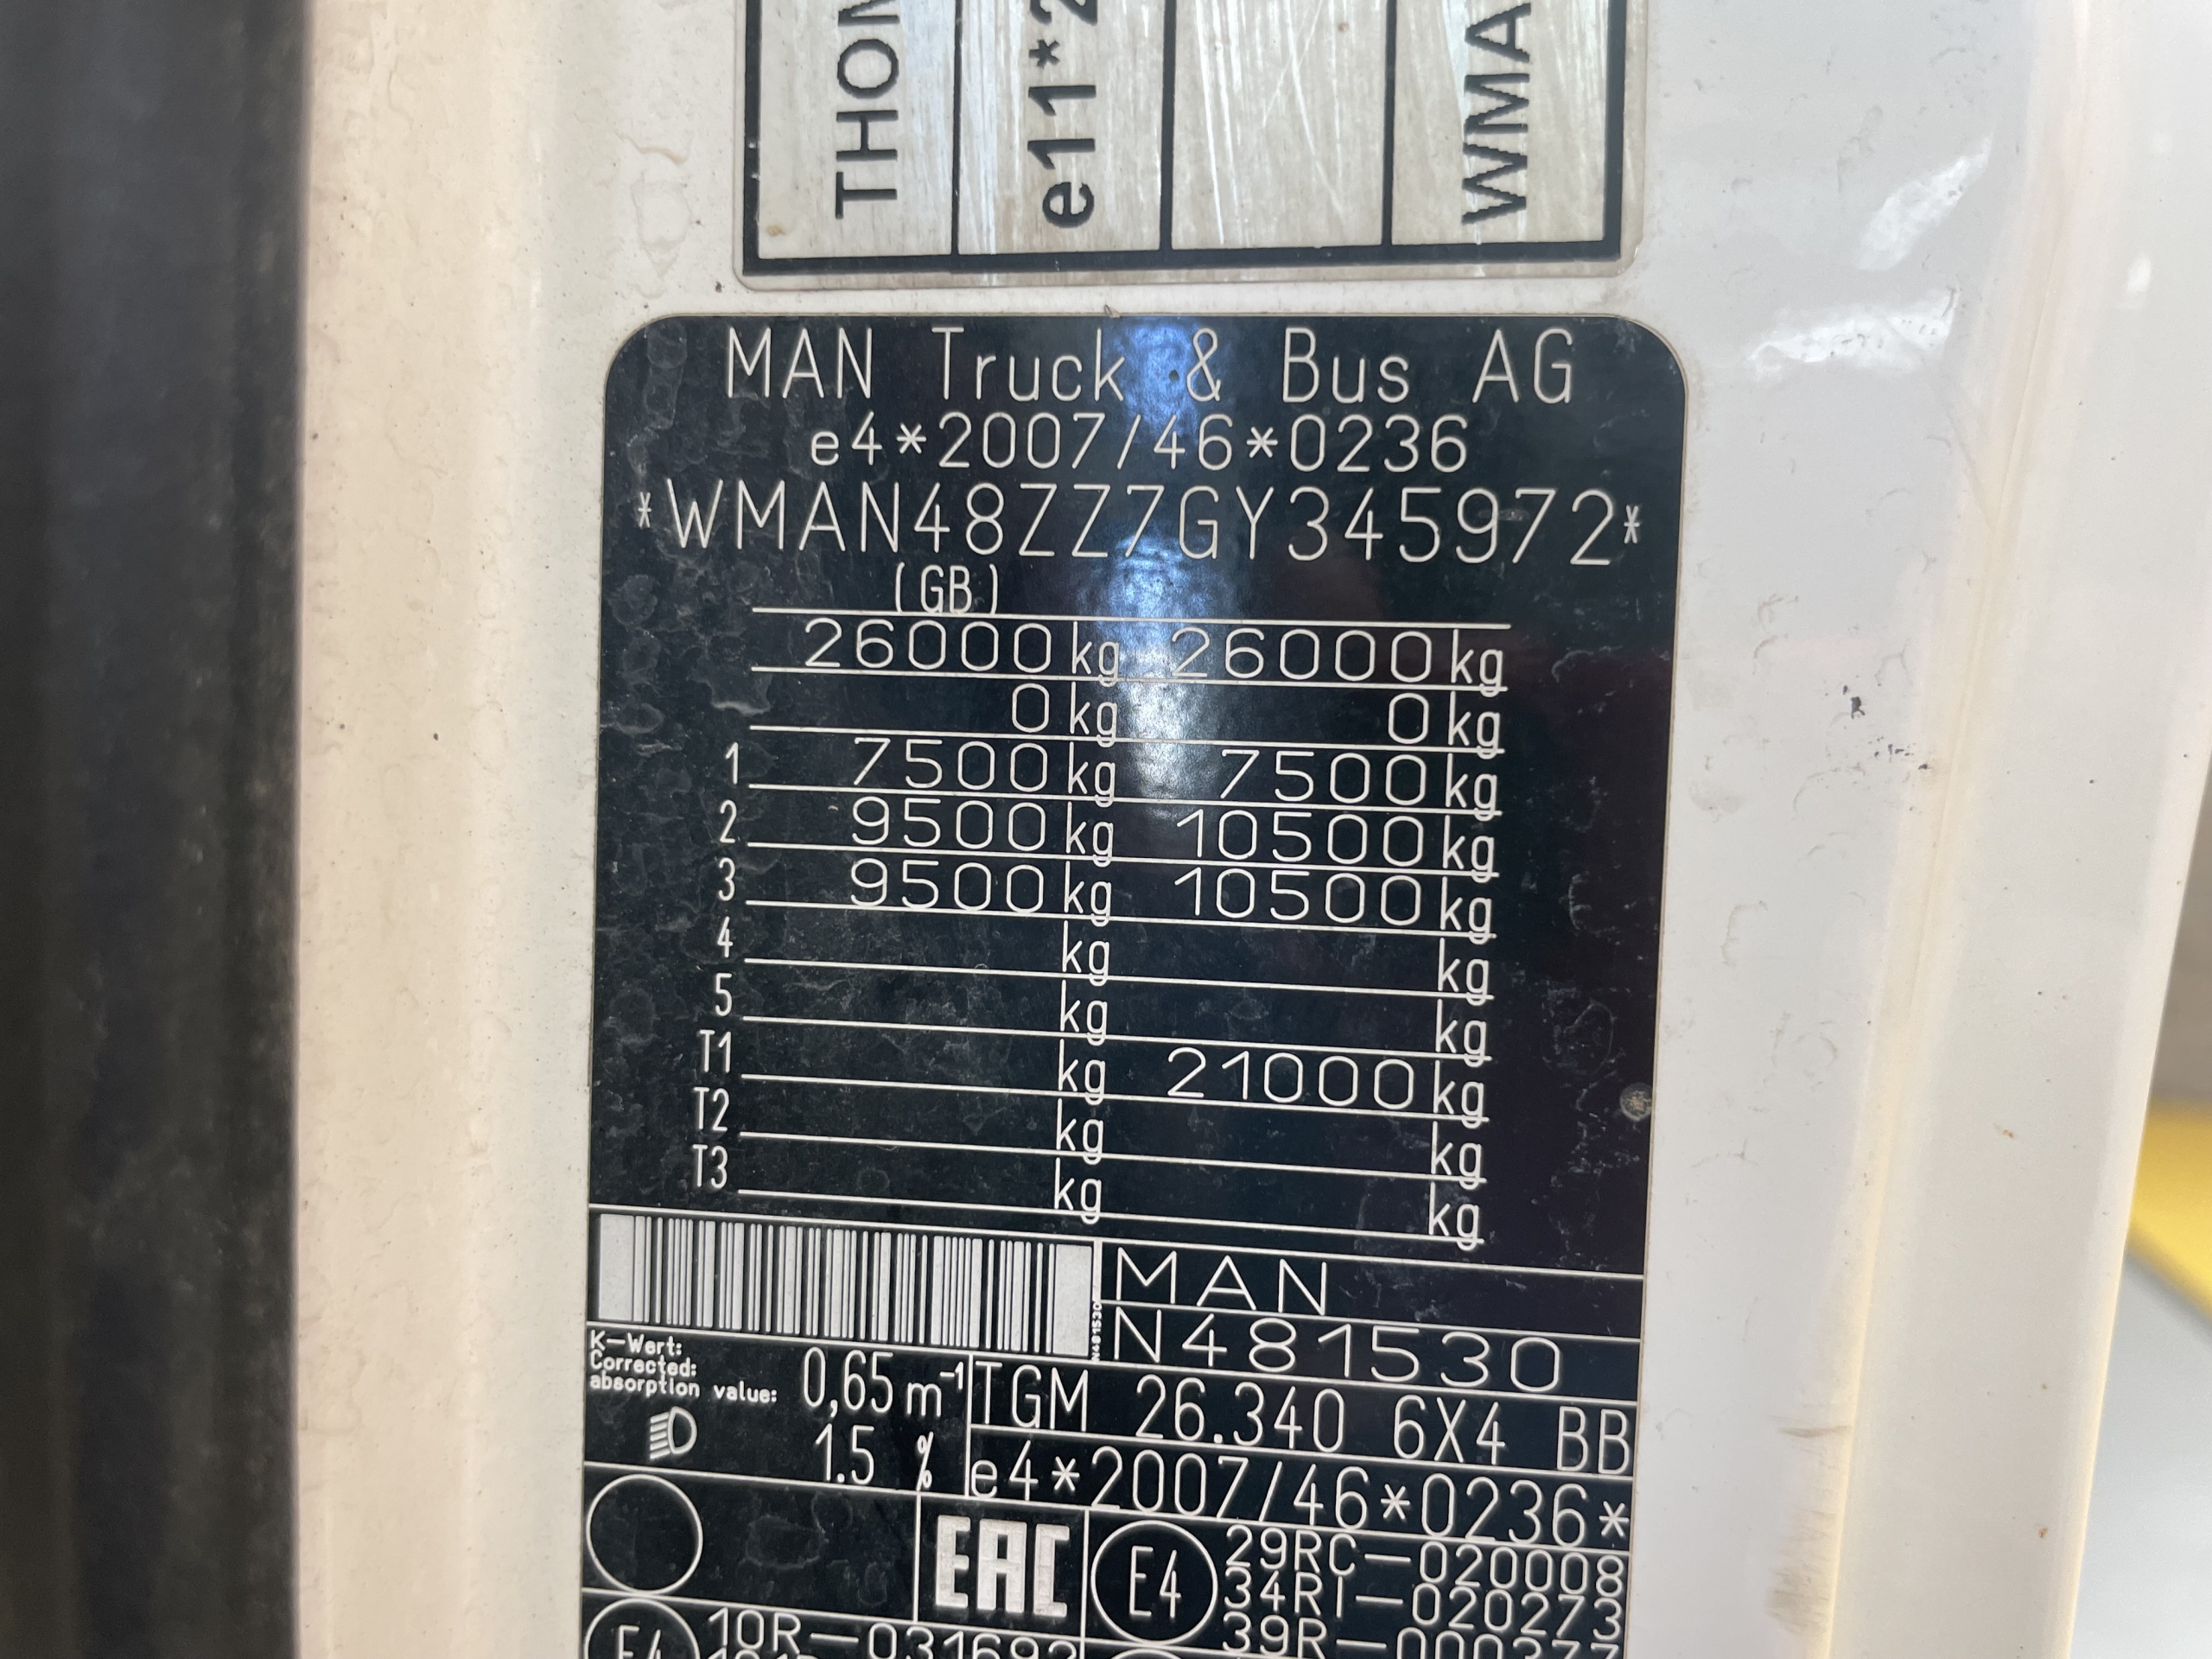 THOM
e11*2
WMA
MAN Truck & Bus AG
e4*2007/46*0236
*WMAN48ZZ7GY345972*
(GB)
26000 kg 26000 kg
0 kg 0 kg
1 7500 kg 7500 kg
2 9500 kg 10500 kg
3 9500 kg 10500 kg
4 kg kg
5 kg kg
T1 kg 21000 kg
T2 kg kg
T3 kg kg
N481530
MAN
N481530
K-Wert:
Corrected:
absorption value: 0,65 m-1
1.5 %
TGM 26.340 6X4 BB
e4*2007/46*0236*
EAC
E4
29RC-020008
34RI-020273
39R-000377
E4
10R-031692